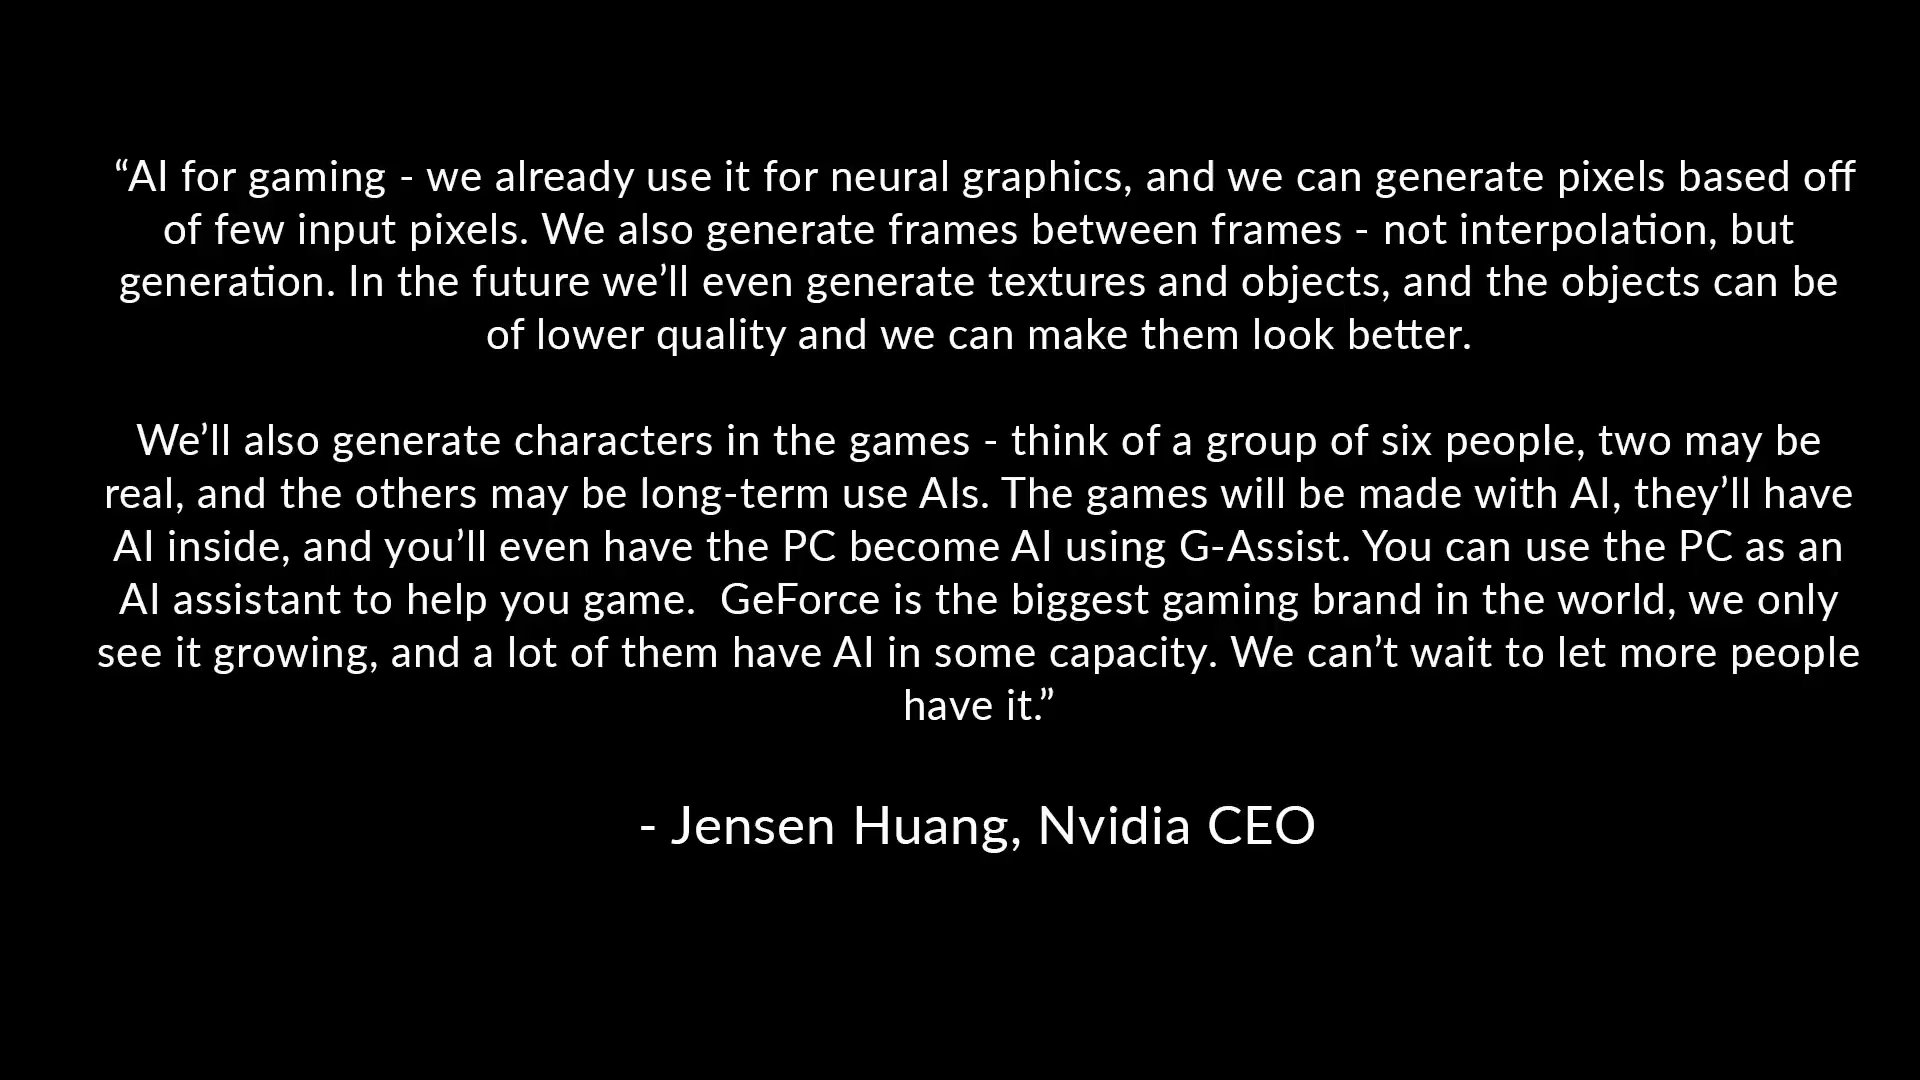 “AI for gaming - we already use it for neural graphics, and we can generate pixels based off
of few input pixels. We also generate frames between frames - not interpolation, but
generation. In the future we’ll even generate textures and objects, and the objects can be
of lower quality and we can make them look better.
We’ll also generate characters in the games - think of a group of six people, two may be
real, and the others may be long-term use AIs. The games will be made with AI, they’ll have
AI inside, and you’ll even have the PC become AI using G-Assist. You can use the PC as an
AI assistant to help you game.  GeForce is the biggest gaming brand in the world, we only
see it growing, and a lot of them have AI in some capacity. We can’t wait to let more people
have it.”
- Jensen Huang, Nvidia CEO